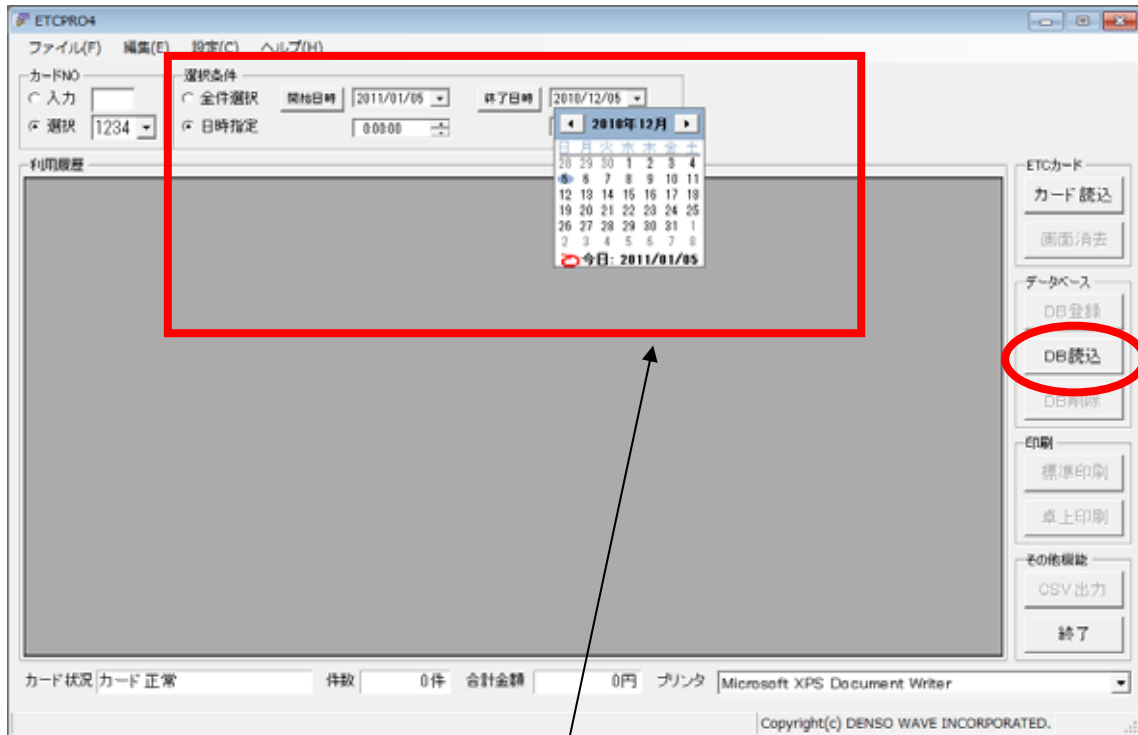 ETCPRO4
ファイル(F) 編集(E) 設定(C) ヘルプ(H)
カードNO
入力
選択 1234
選択条件
全件選択 開始日時 2011/01/05 終了日時 2010/12/05
日時指定 0:00:00
2010年12月
日 月 火 水 木 金 土
28 29 30 1 2 3 4
5 6 7 8 9 10 11
12 13 14 15 16 17 18
19 20 21 22 23 24 25
26 27 28 29 30 31 1
2 3 4 5 6 7 8
今日: 2011/01/05
利用履歴
ETCカード
カード読込
画面消去
データベース
DB登録
DB読込
DB削除
印刷
標準印刷
卓上印刷
その他機能
CSV出力
終了
カード状況 カード正常 件数 0件 合計金額 0円 プリンタ Microsoft XPS Document Writer
Copyright(c) DENSO WAVE INCORPORATED.